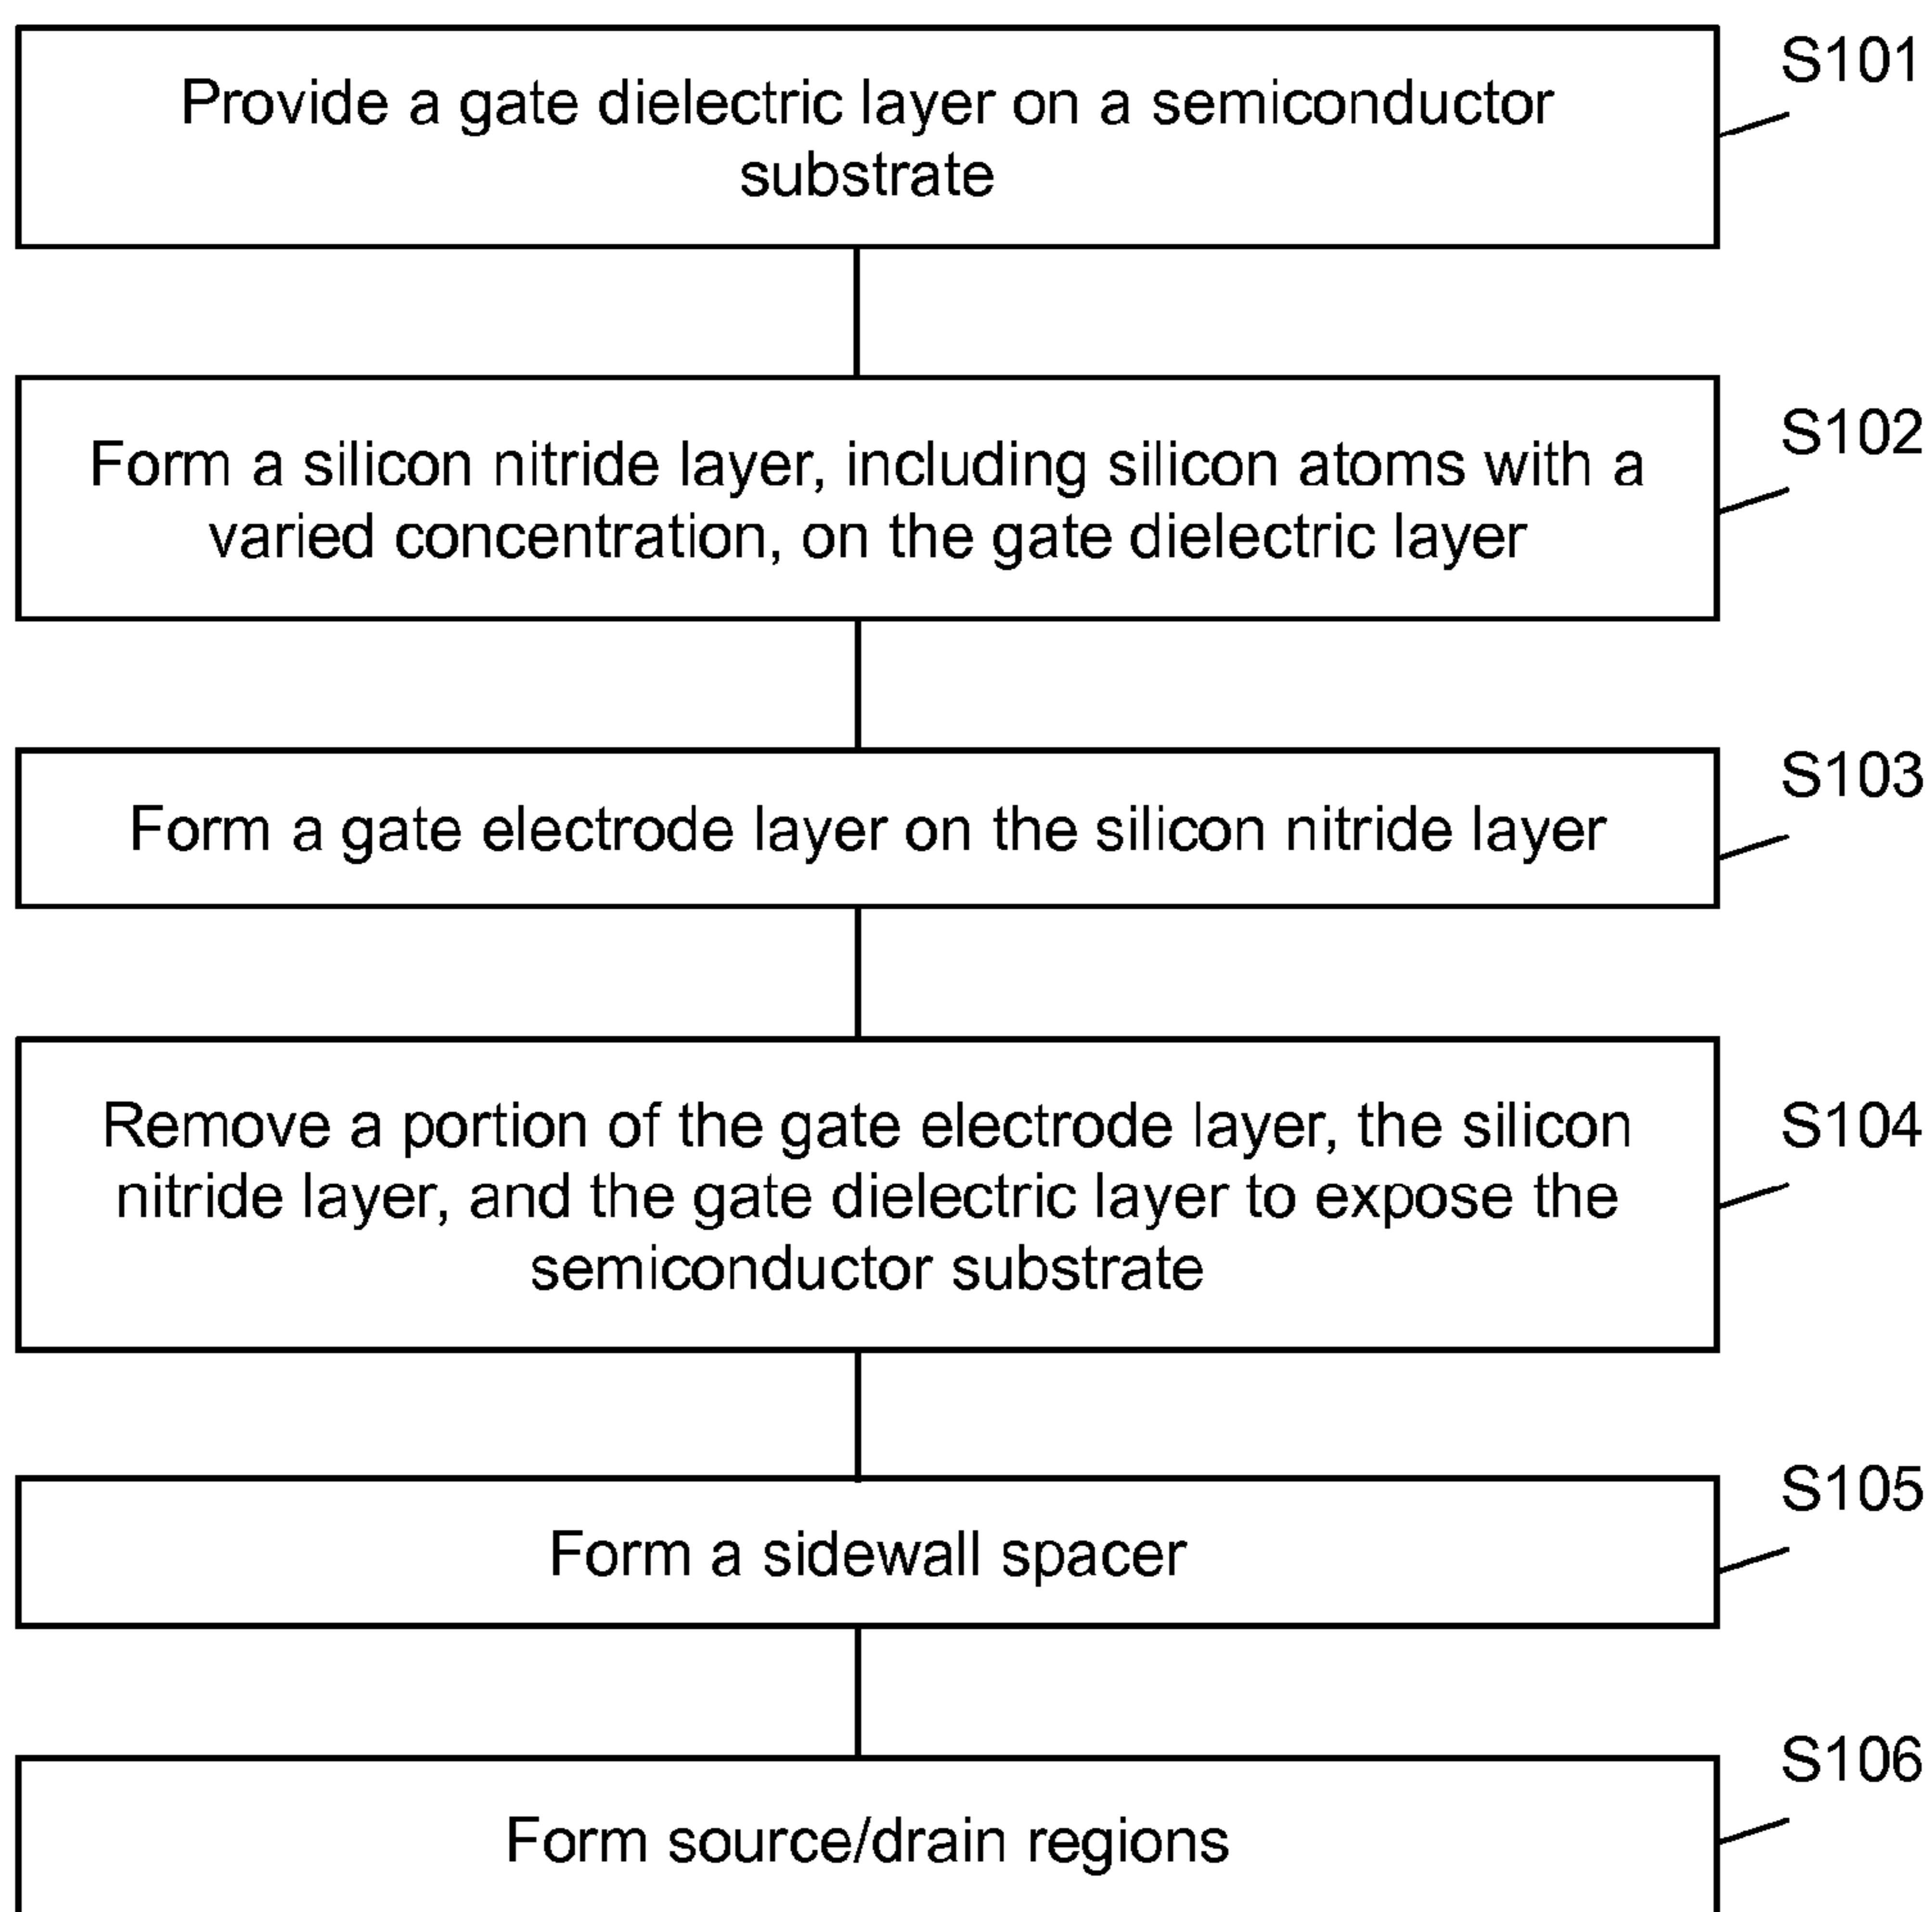 Provide a gate dielectric layer on a semiconductor
substrate
S101
Form a silicon nitride layer, including silicon atoms with a
varied concentration, on the gate dielectric layer
S102
Form a gate electrode layer on the silicon nitride layer
S103
Remove a portion of the gate electrode layer, the silicon
nitride layer, and the gate dielectric layer to expose the
semiconductor substrate
S104
Form a sidewall spacer
S105
Form source/drain regions
S106